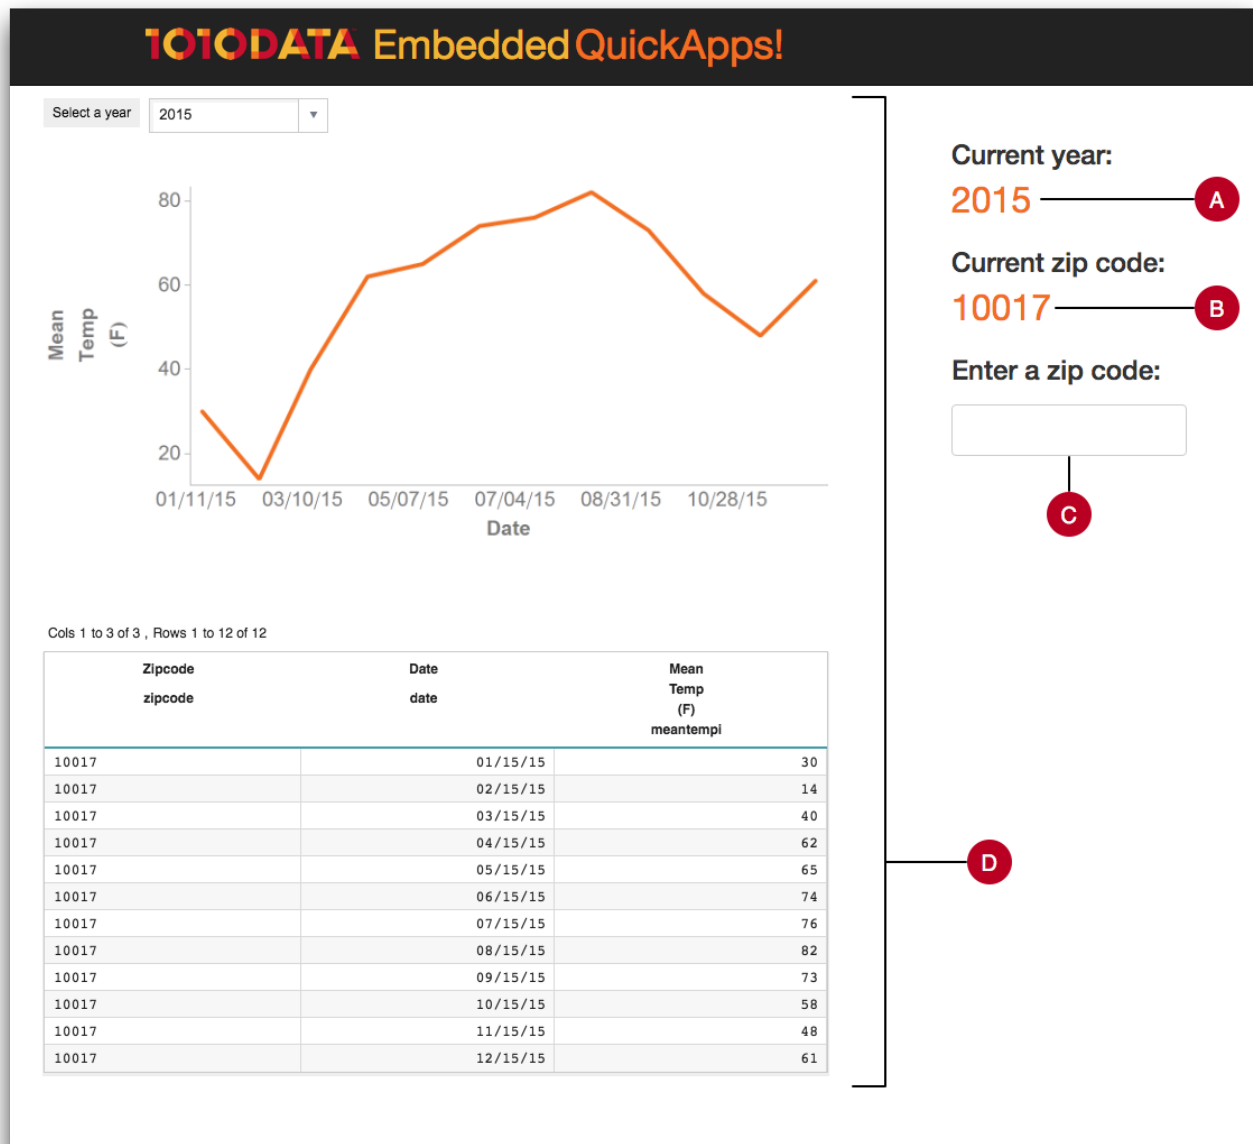 1010DATA Embedded QuickApps!
Select a year 2015
Current year:
2015 A
Current zip code:
10017 B
Enter a zip code:
C
80
60
40
20
Mean
Temp
(F)
01/11/15 03/10/15 05/07/15 07/04/15 08/31/15 10/28/15
Date
Cols 1 to 3 of 3 , Rows 1 to 12 of 12
Zipcode Date Mean
Temp
(F)
zipcode date meantempi
10017 01/15/15 30
10017 02/15/15 14
10017 03/15/15 40
10017 04/15/15 62
10017 05/15/15 65
10017 06/15/15 74
10017 07/15/15 76
10017 08/15/15 82
10017 09/15/15 73
10017 10/15/15 58
10017 11/15/15 48
10017 12/15/15 61
D